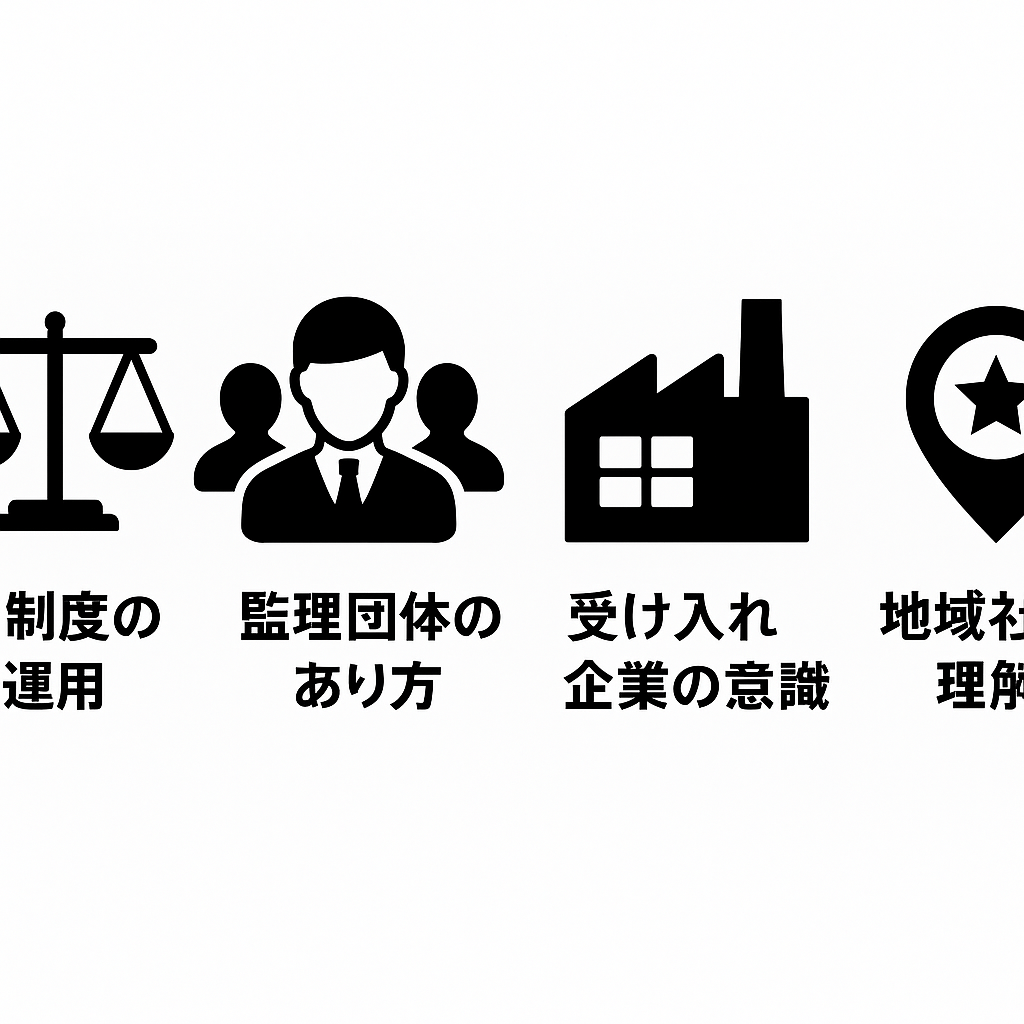 制度の
運用
監理団体の
あり方
受け入れ
企業の意識
地域社
理解